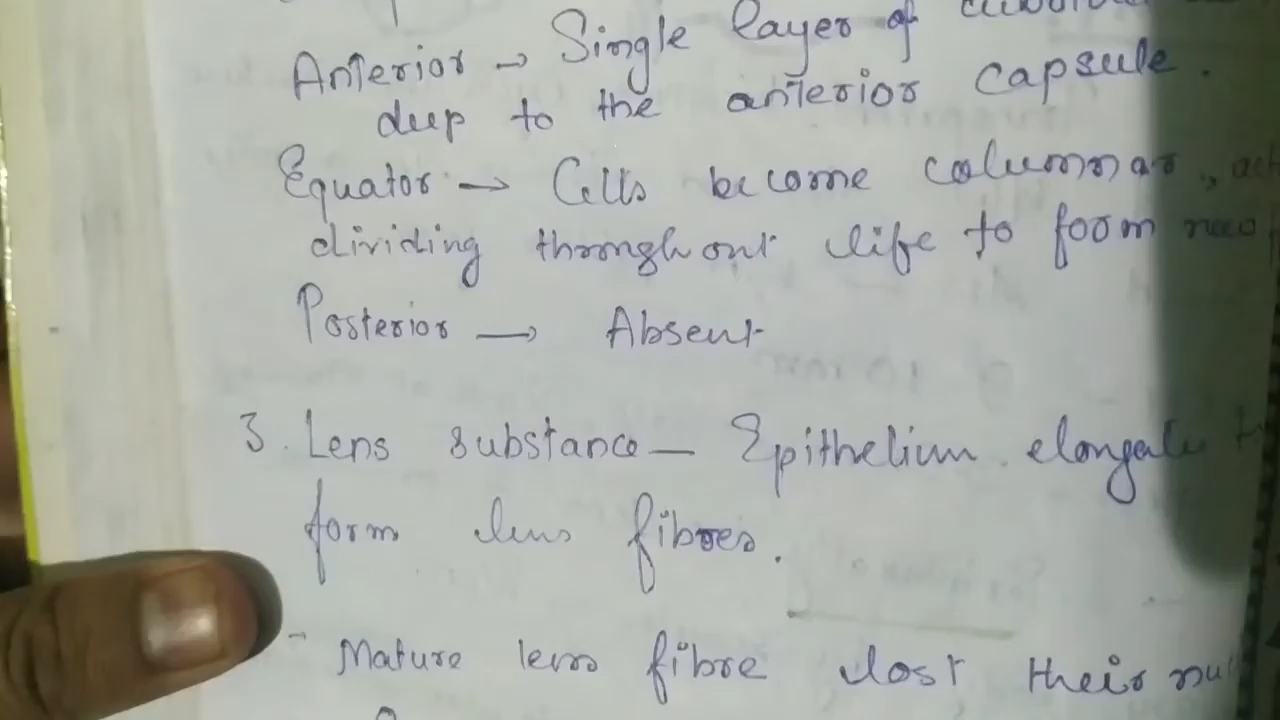 Anterior → Single layer of
deep to the anterior capsule.
Equator → Cells become columnar,
dividing throughout life to form new
Posterior → Absent
3. Lens substance — Epithelium elongate
form lens fibres.
- Mature lens fibre lost their